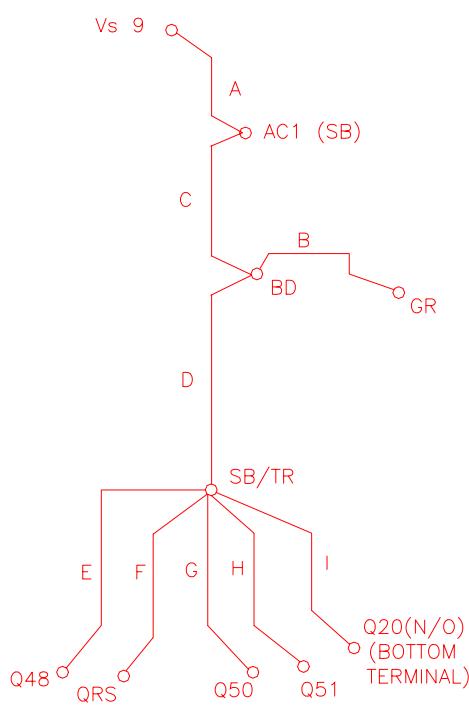 Vs 9
A
AC1 (SB)
C
B
BD
GR
D
SB/TR
E
F
G
H
I
Q20(N/O)
(BOTTOM
TERMINAL)
Q48
QRS
Q50
Q51